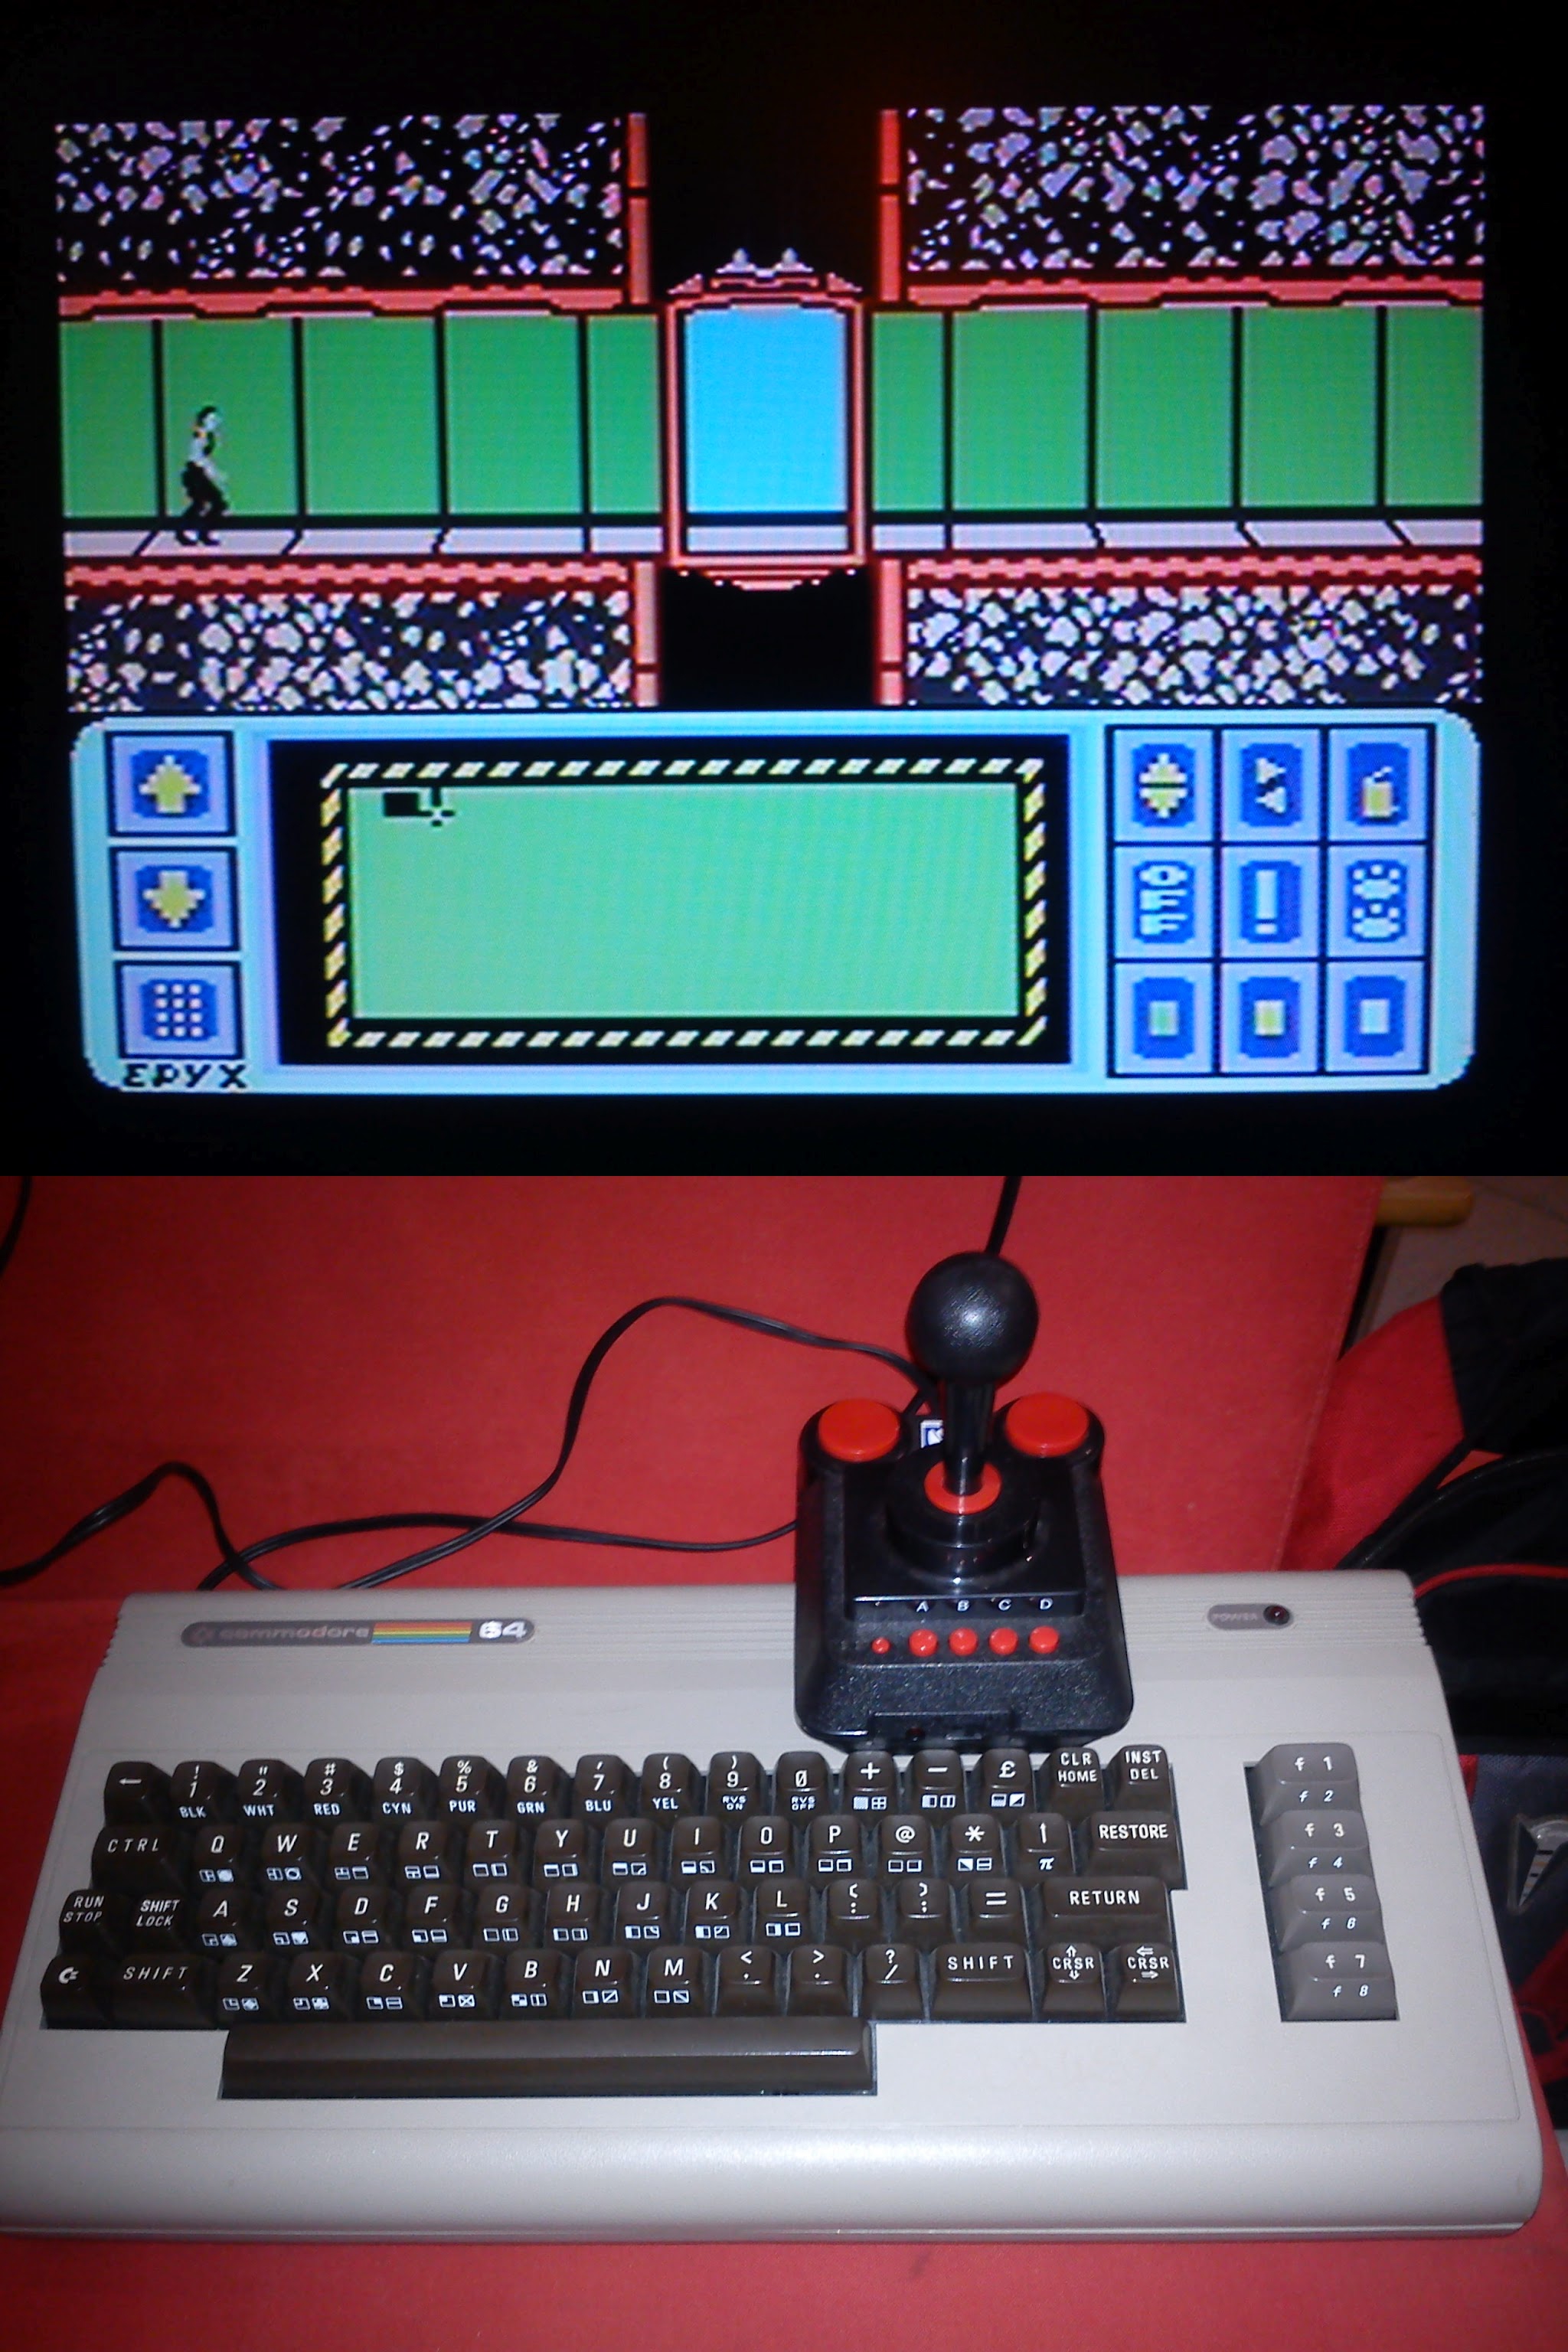 OFF
EPYX
commodore 64
POWER
A B C D
← ! 1 " 2 # 3 $ 4 % 5 & 6 ' 7 ( 8 ) 9 0 + - £ CLR HOME INST DEL
BLK WHT RED CYN PUR GRN BLU YEL RVS ON RVS OFF
f 1
f 2
CTRL Q W E R T Y U I O P @ * ↑ π RESTORE
f 3
f 4
RUN STOP SHIFT LOCK A S D F G H J K L [ : ] ; = RETURN
f 5
f 6
C= SHIFT Z X C V B N M < , > . ? / SHIFT ⇑ CRSR ⇓ ⇐ CRSR ⇒
f 7
f 8